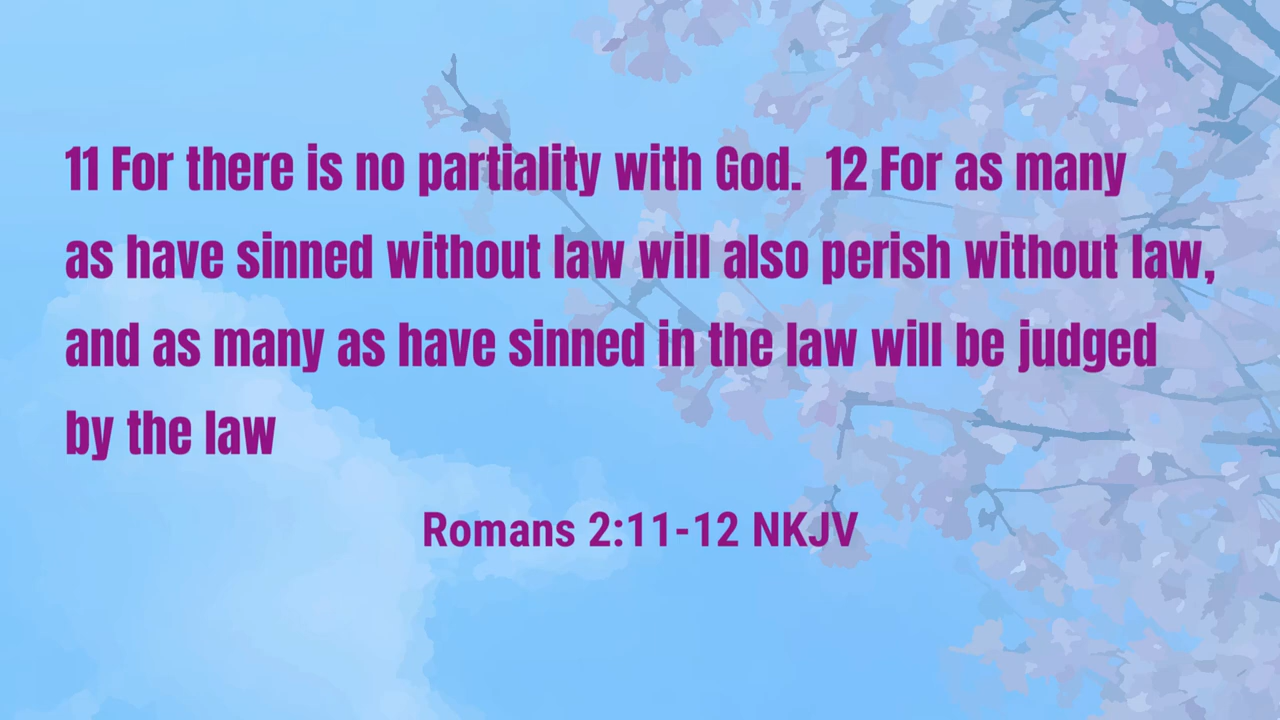 11 For there is no partiality with God.  12 For as many
as have sinned without law will also perish without law,
and as many as have sinned in the law will be judged
by the law
Romans 2:11-12 NKJV